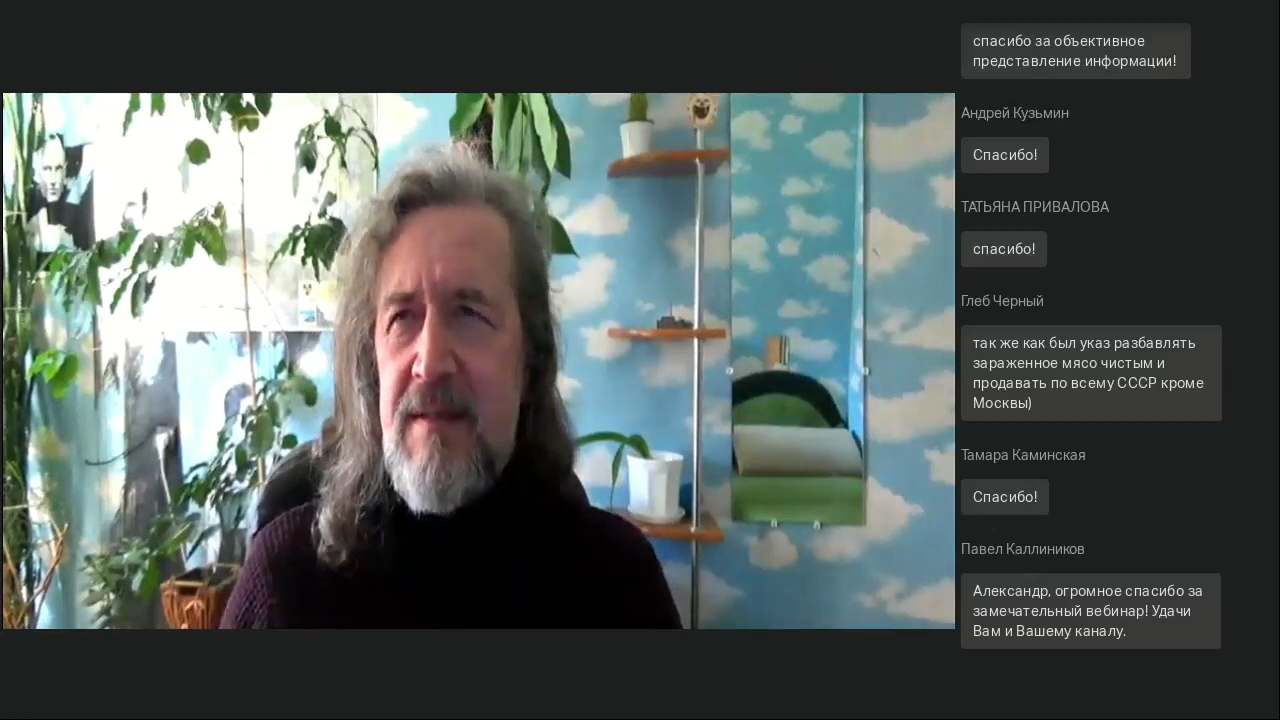 спасибо за объективное
представление информации!
Андрей Кузьмин
Спасибо!
ТАТЬЯНА ПРИВАЛОВА
спасибо!
Глеб Черный
так же как был указ разбавлять
зараженное мясо чистым и
продавать по всему СССР кроме
Москвы)
Тамара Каминская
Спасибо!
Павел Каллиников
Александр, огромное спасибо за
замечательный вебинар! Удачи
Вам и Вашему каналу.